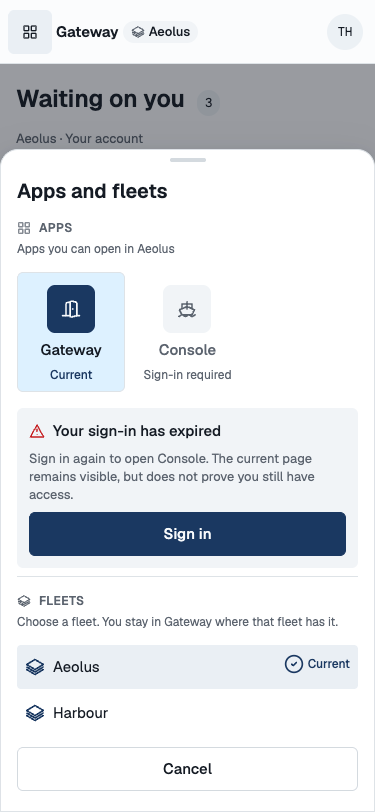 Gateway
Aeolus
TH
Waiting on you
3
Aeolus · Your account
Apps and fleets
APPS
Apps you can open in Aeolus
Gateway
Current
Console
Sign-in required
Your sign-in has expired
Sign in again to open Console. The current page
remains visible, but does not prove you still have
access.
Sign in
FLEETS
Choose a fleet. You stay in Gateway where that fleet has it.
Aeolus
Current
Harbour
Cancel